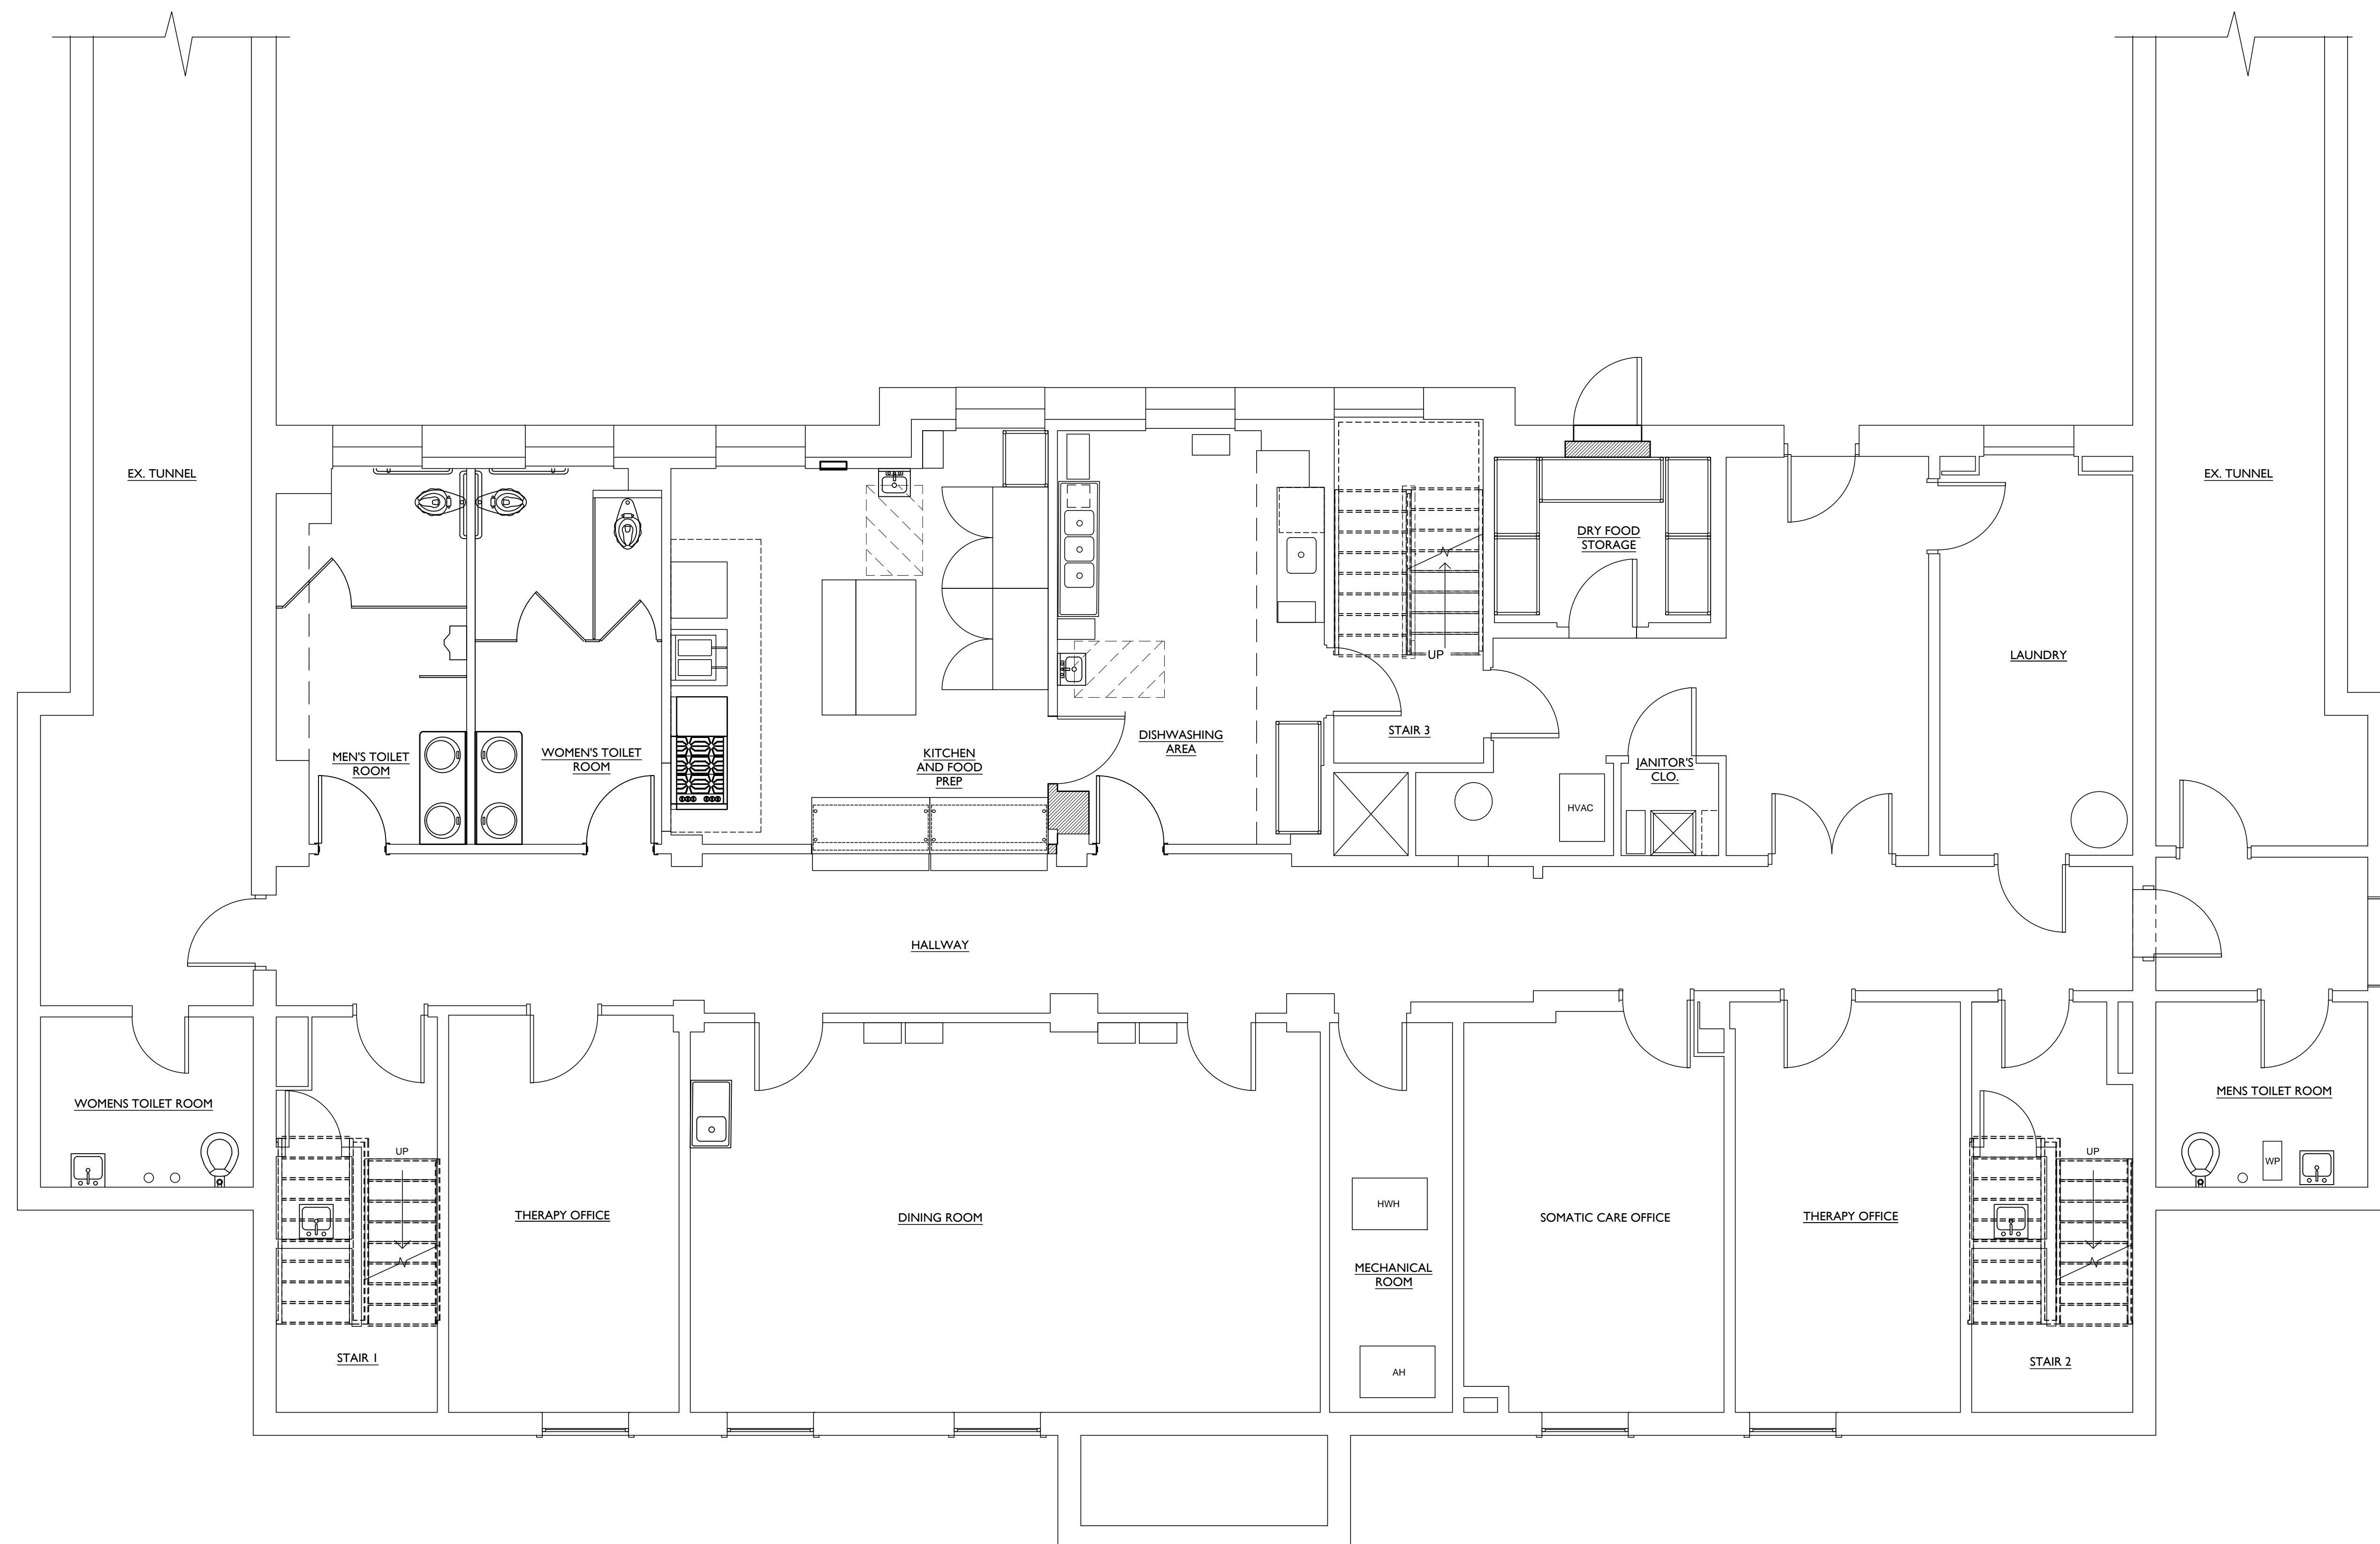 EX. TUNNEL
EX. TUNNEL
DRY FOOD
STORAGE
UP
LAUNDRY
STAIR 3
DISHWASHING
AREA
MEN'S TOILET
ROOM
WOMEN'S TOILET
ROOM
KITCHEN
AND FOOD
PREP
JANITOR'S
CLO.
HVAC
HALLWAY
WOMENS TOILET ROOM
MENS TOILET ROOM
UP
UP
WP
THERAPY OFFICE
DINING ROOM
HWH
SOMATIC CARE OFFICE
THERAPY OFFICE
MECHANICAL
ROOM
STAIR 1
STAIR 2
AH